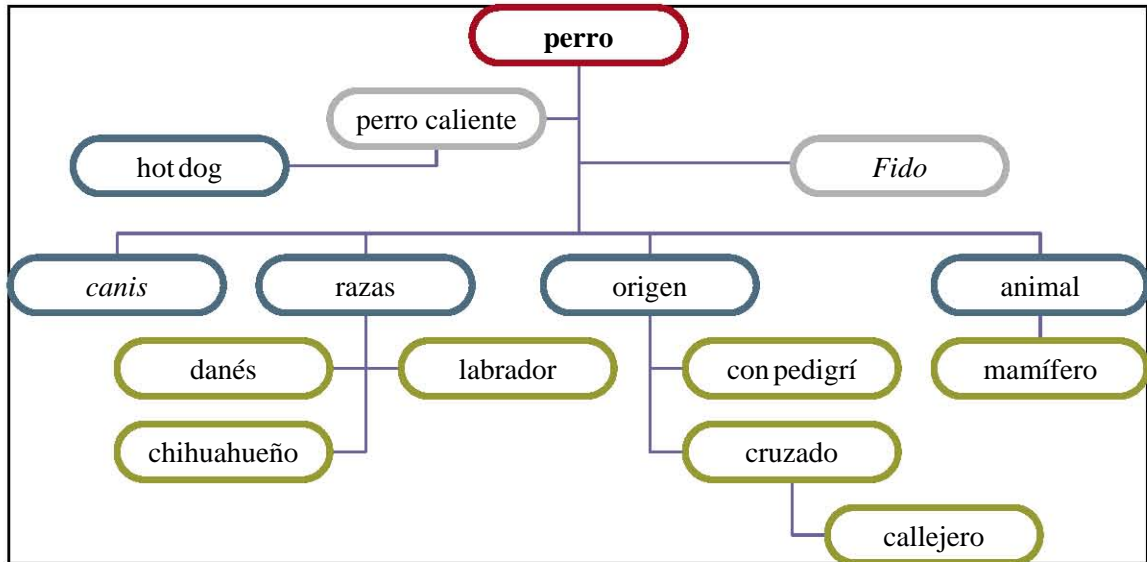 perro
perro caliente
hot dog
Fido
canis
razas
origen
animal
danés
labrador
con pedigrí
mamífero
chihuahueño
cruzado
callejero